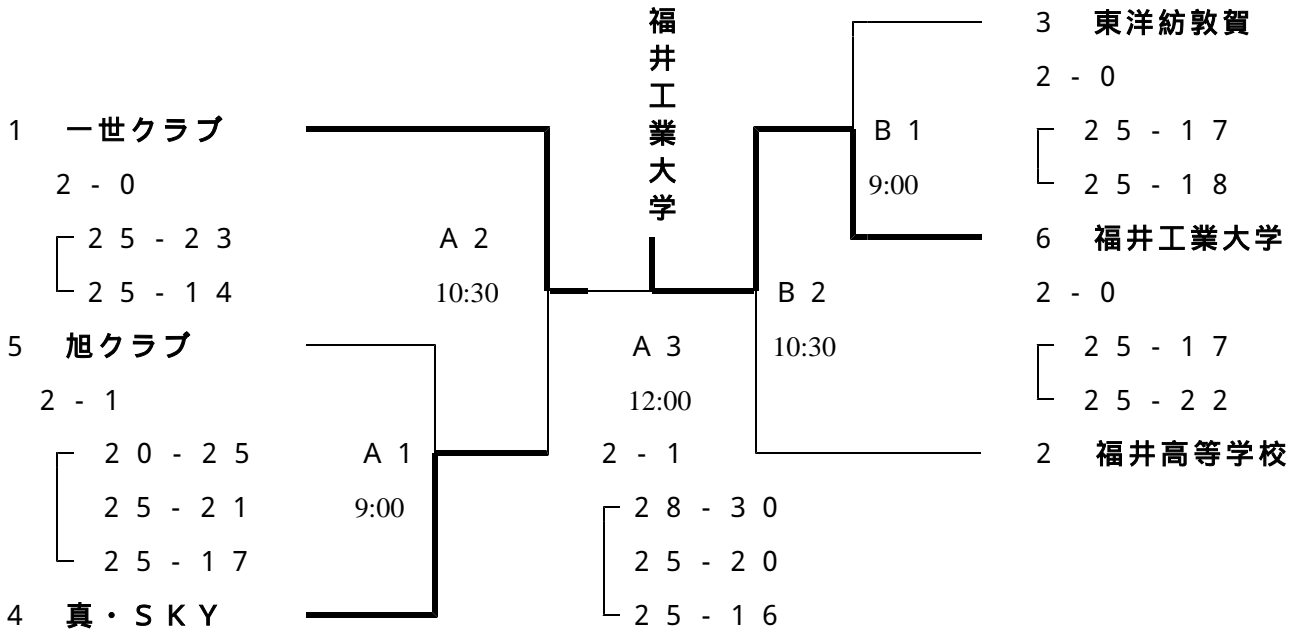 福井工業大学
1 一世クラブ
2 - 0
25 - 23
25 - 14
5 旭クラブ
2 - 1
20 - 25
25 - 21
25 - 17
4 真・SKY
A 2
10:30
A 1
9:00
A 3
12:00
2 - 1
28 - 30
25 - 20
25 - 16
B 1
9:00
B 2
10:30
3 東洋紡敦賀
2 - 0
25 - 17
25 - 18
6 福井工業大学
2 - 0
25 - 17
25 - 22
2 福井高等学校